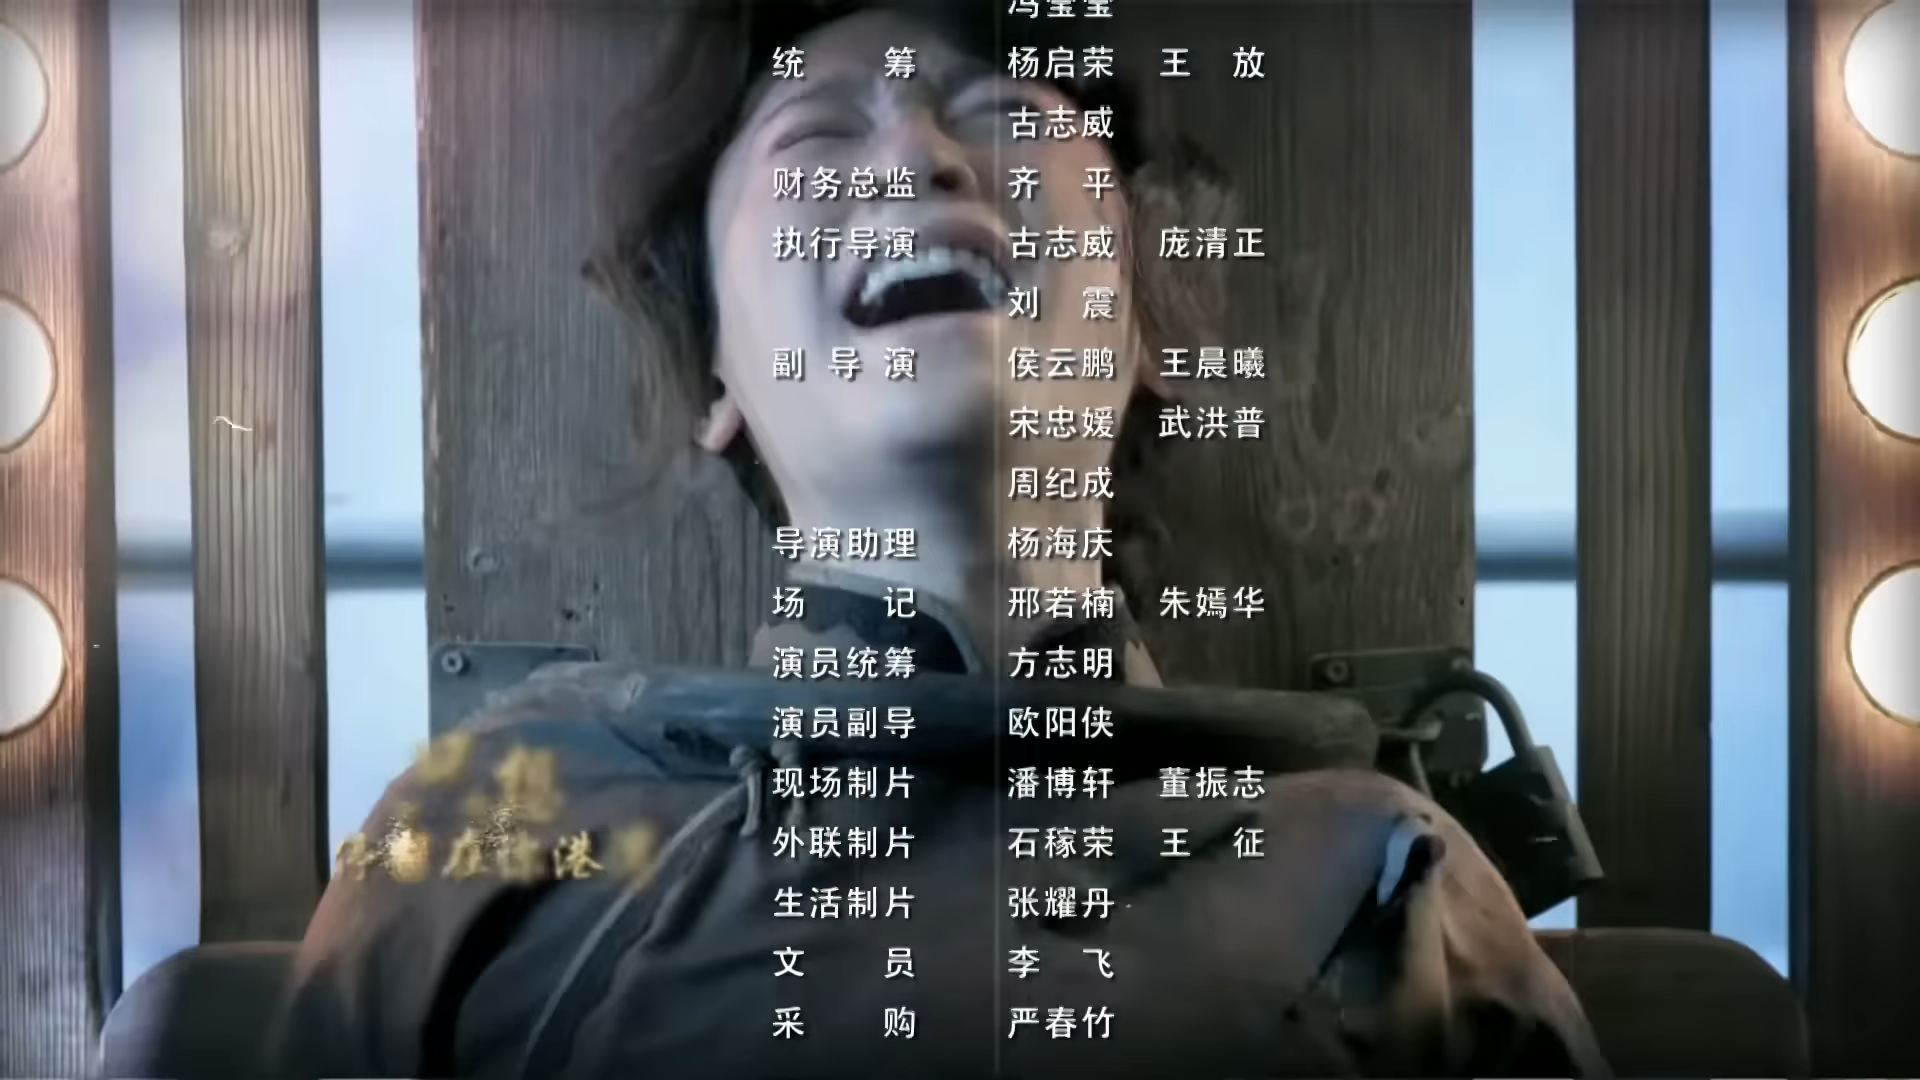 冯莹莹
统筹 杨启荣 王放
古志威
财务总监 齐平
执行导演 古志威 庞清正
刘震
副导演 侯云鹏 王晨曦
宋忠媛 武洪普
周纪成
导演助理 杨海庆
场记 邢若楠 朱嫣华
演员统筹 方志明
演员副导 欧阳侠
现场制片 潘博轩 董振志
外联制片 石稼荣 王征
生活制片 张耀丹
文员 李飞
采购 严春竹